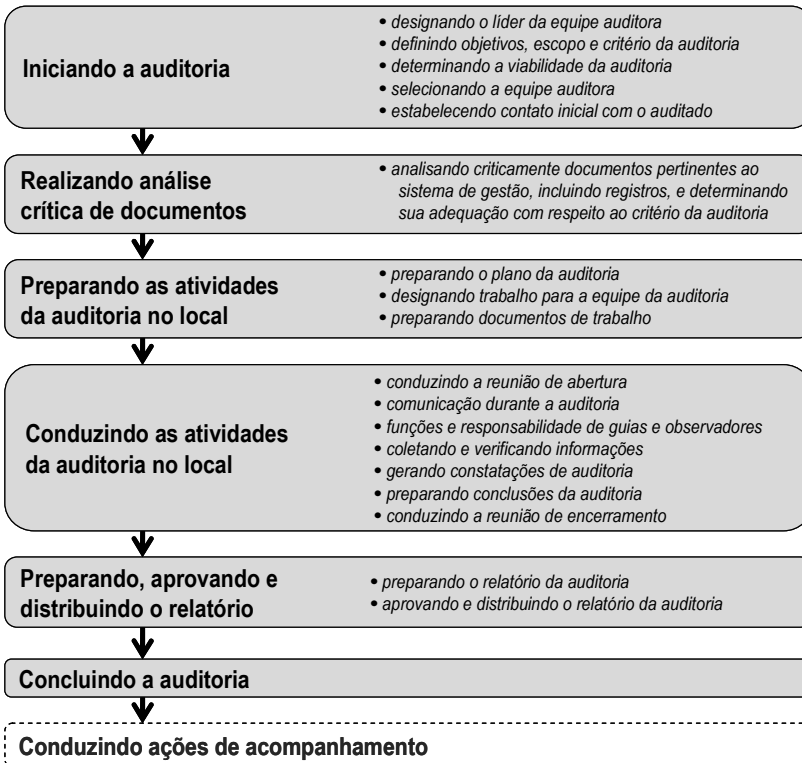 Iniciando a auditoria
• designando o líder da equipe auditora
• definindo objetivos, escopo e critério da auditoria
• determinando a viabilidade da auditoria
• selecionando a equipe auditora
• estabelecendo contato inicial com o auditado
Realizando análise
crítica de documentos
• analisando criticamente documentos pertinentes ao
sistema de gestão, incluindo registros, e determinando
sua adequação com respeito ao critério da auditoria
Preparando as atividades
da auditoria no local
• preparando o plano da auditoria
• designando trabalho para a equipe da auditoria
• preparando documentos de trabalho
Conduzindo as atividades
da auditoria no local
• conduzindo a reunião de abertura
• comunicação durante a auditoria
• funções e responsabilidade de guias e observadores
• coletando e verificando informações
• gerando constatações de auditoria
• preparando conclusões da auditoria
• conduzindo a reunião de encerramento
Preparando, aprovando e
distribuindo o relatório
• preparando o relatório da auditoria
• aprovando e distribuindo o relatório da auditoria
Concluindo a auditoria
Conduzindo ações de acompanhamento